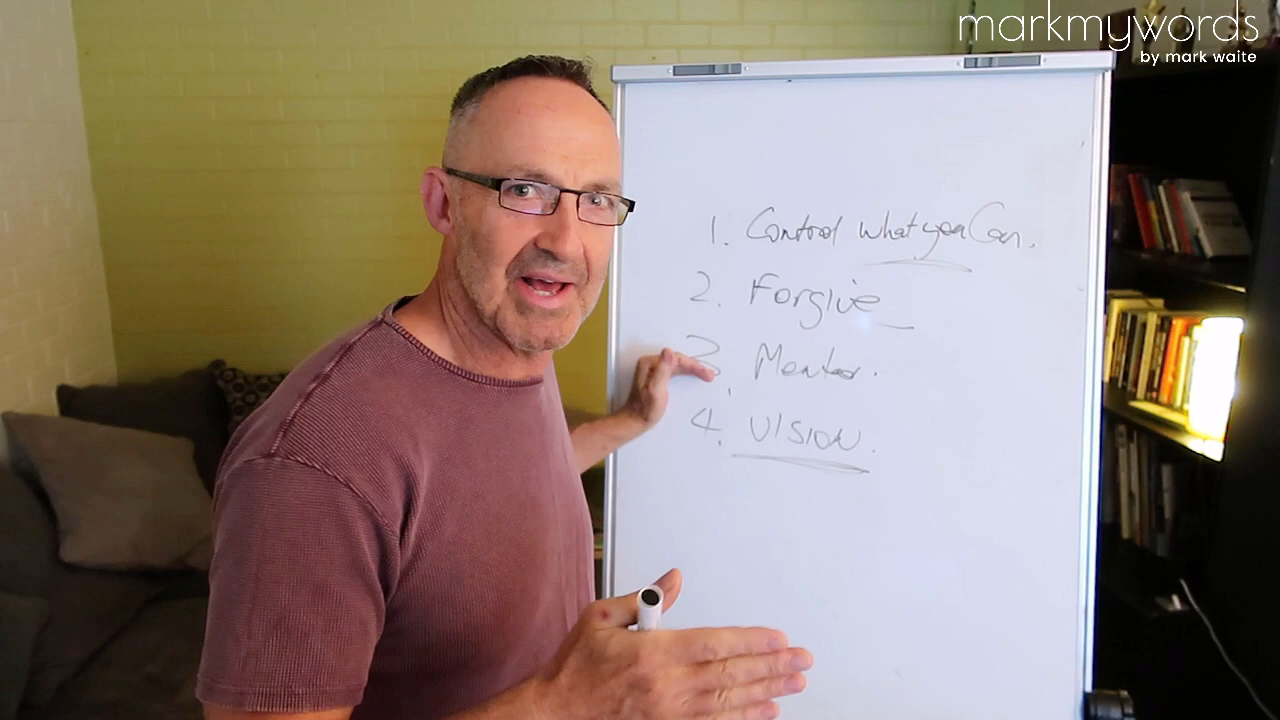 markmywords
by mark waite
1. Control what you Can.
2. Forgive
3. Mentor.
4. VISION.